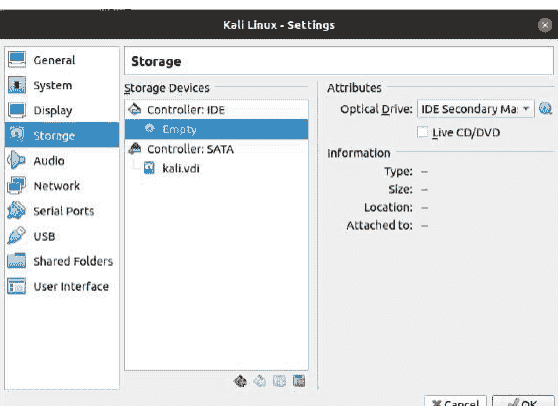 Kali Linux - Settings
General
System
Display
Storage
Audio
Network
Serial Ports
USB
Shared Folders
User Interface
Storage
Storage Devices
Controller: IDE
Empty
Controller: SATA
kali.vdi
Attributes
Optical Drive: IDE Secondary Ma:
Live CD/DVD
Information
Type: –
Size: –
Location: –
Attached to: –
Cancel OK